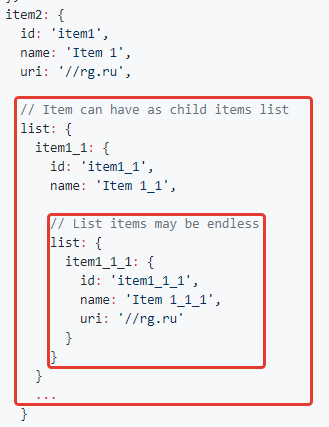 item2: {
  id: 'item1',
  name: 'Item 1',
  uri: '//rg.ru',
  // Item can have as child items list
  list: {
    item1_1: {
      id: 'item1_1',
      name: 'Item 1_1',
      // List items may be endless
      list: {
        item1_1_1: {
          id: 'item1_1_1',
          name: 'Item 1_1_1',
          uri: '//rg.ru'
        }
      }
    }
    ...
  }